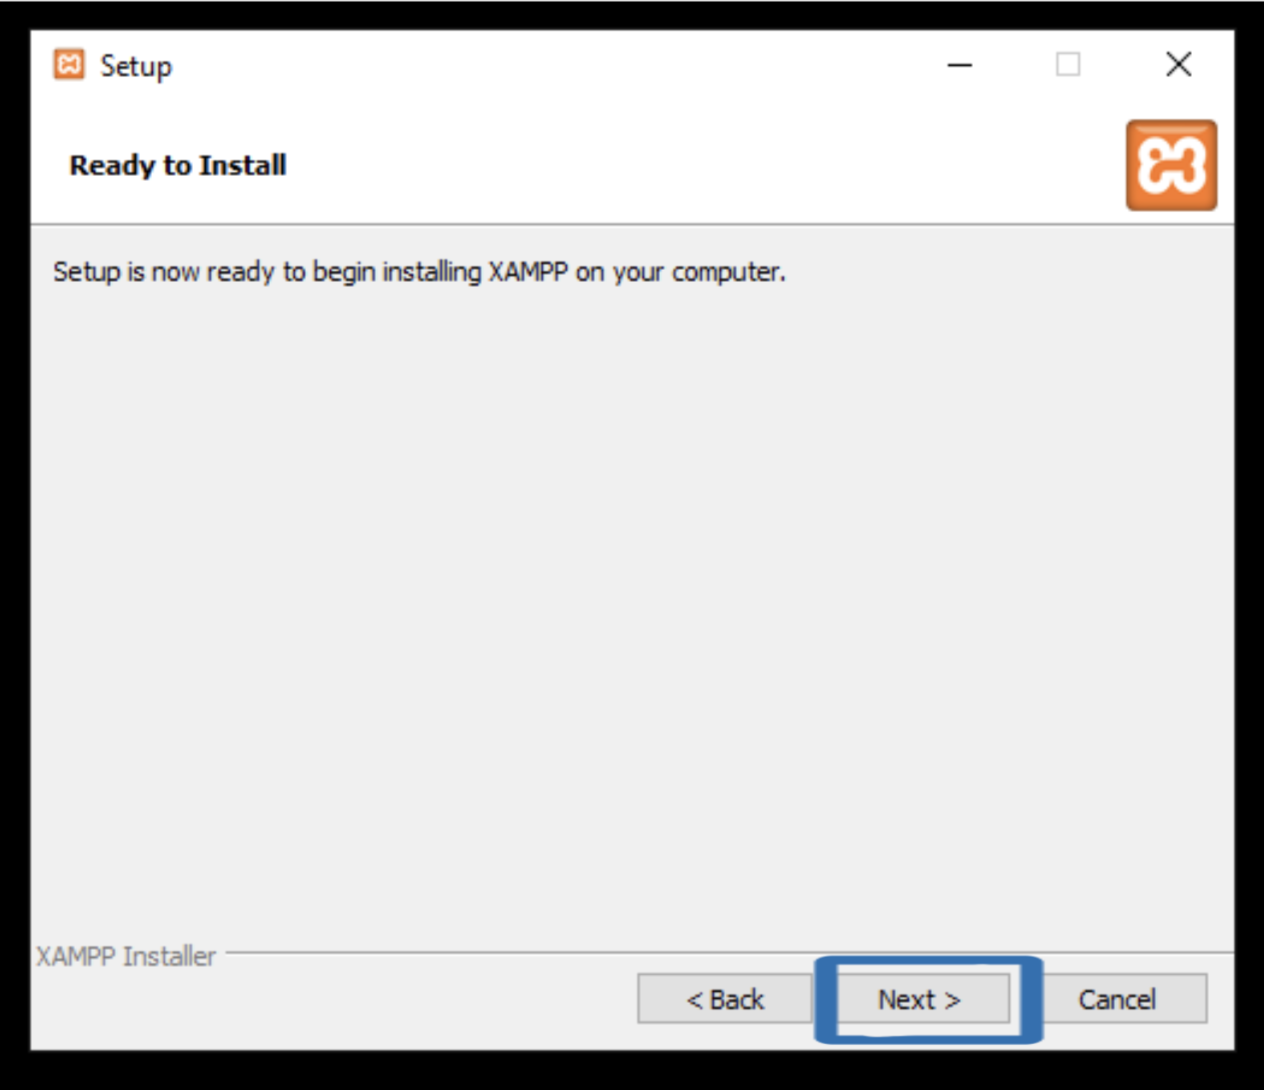 Setup
Ready to Install
Setup is now ready to begin installing XAMPP on your computer.
XAMPP Installer
< Back
Next >
Cancel